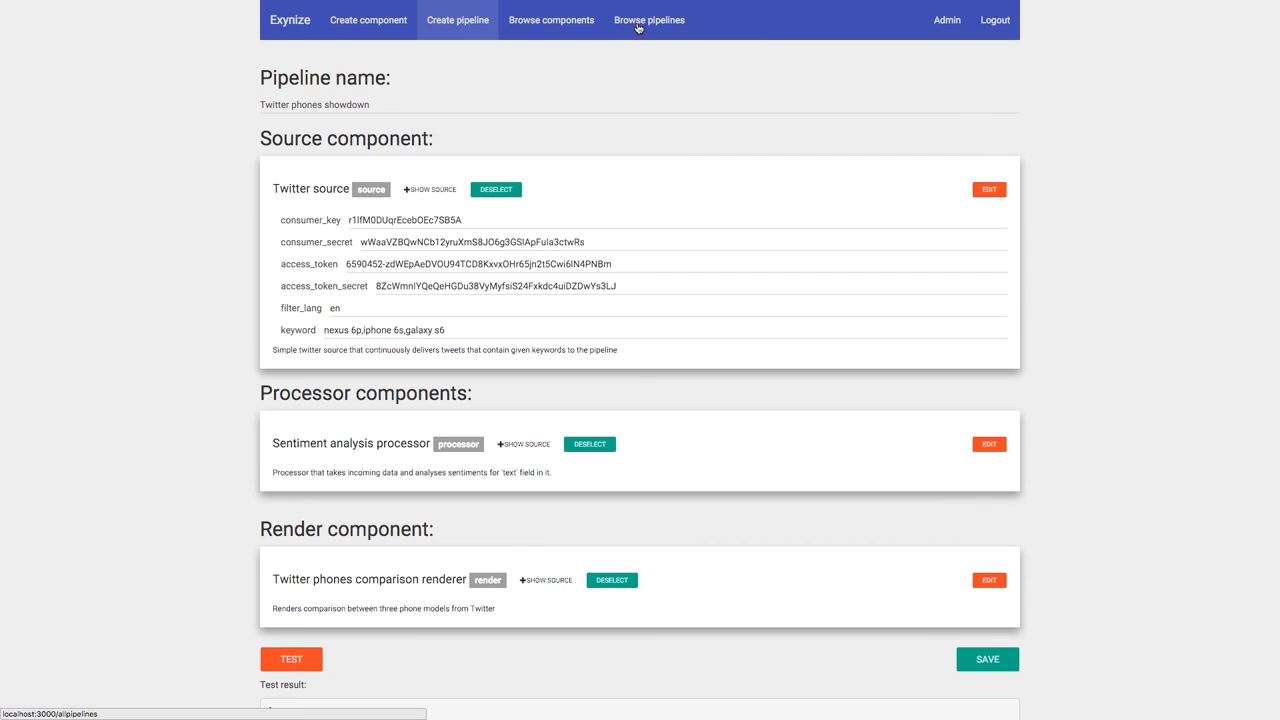 Exynize Create component Create pipeline Browse components Browse pipelines Admin Logout
Pipeline name:
Twitter phones showdown
Source component:
Twitter source source +SHOW SOURCE DESELECT EDIT
consumer_key r1IfM0DUqrEcebOEc7SB5A
consumer_secret wWaaVZBQwNCb12yruXmS8JO6g3GSlApFuIa3ctwRs
access_token 6590452-zdWEpAeDVOU94TCD8KxvxOHr65jn2t5Cwi6lN4PNBm
access_token_secret 8ZcWmnlYQeQeHGDu38VyMyfsiS24Fxkdc4uiDZDwYs3LJ
filter_lang en
keyword nexus 6p,iphone 6s,galaxy s6
Simple twitter source that continuously delivers tweets that contain given keywords to the pipeline
Processor components:
Sentiment analysis processor processor +SHOW SOURCE DESELECT EDIT
Processor that takes incoming data and analyses sentiments for 'text' field in it.
Render component:
Twitter phones comparison renderer render +SHOW SOURCE DESELECT EDIT
Renders comparison between three phone models from Twitter
TEST SAVE
Test result:
localhost:3000/allpipelines